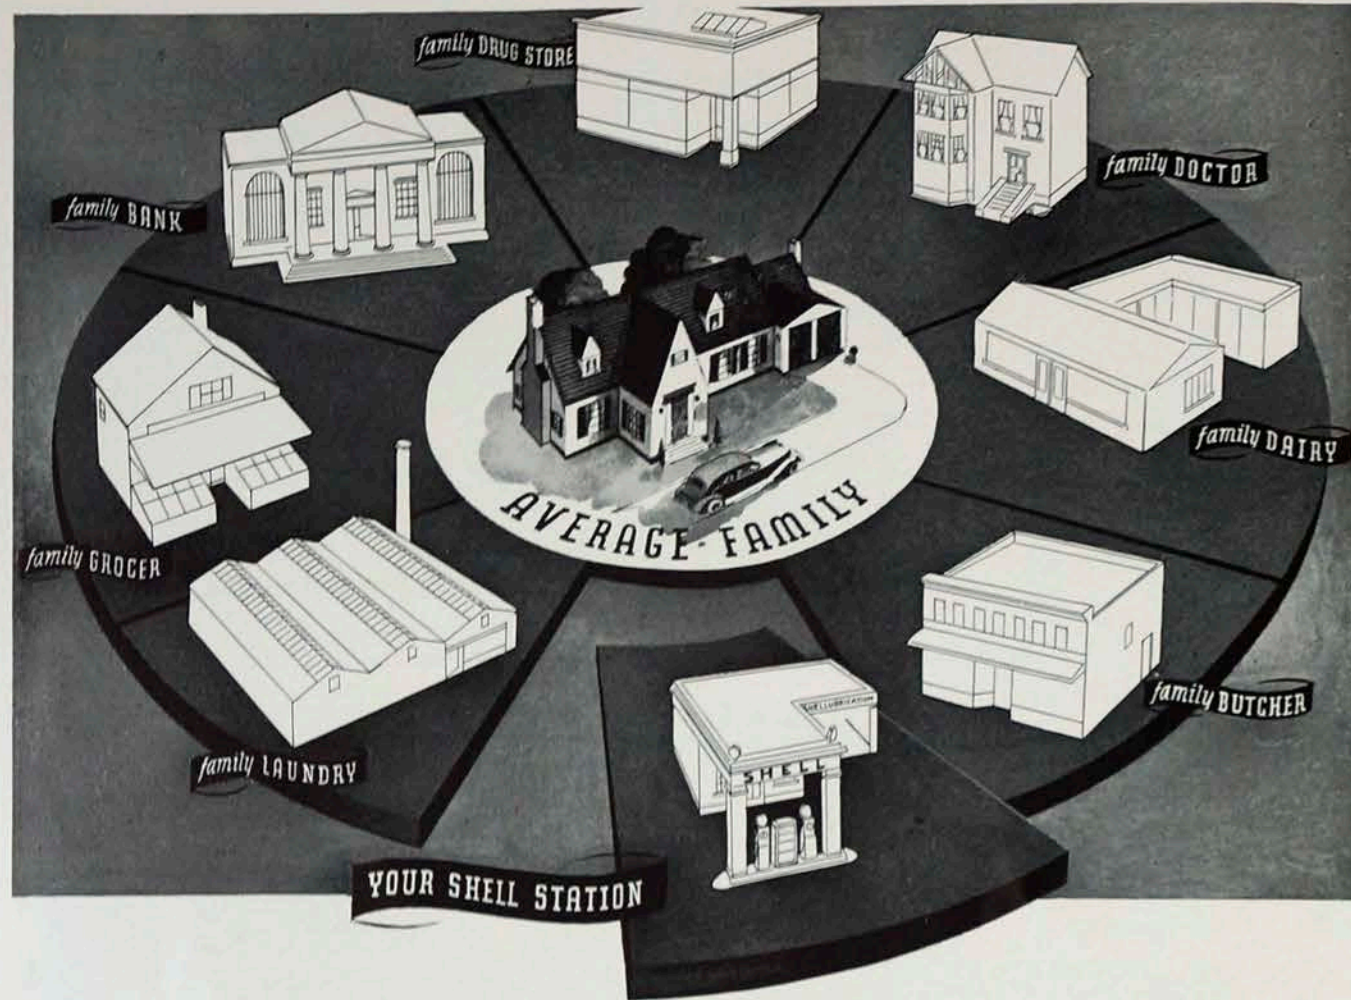 family DRUG STORE
family DOCTOR
family BANK
family DAIRY
AVERAGE-FAMILY
family GROCER
family BUTCHER
SHELLUBRICATION
family LAUNDRY
SHELL
YOUR SHELL STATION